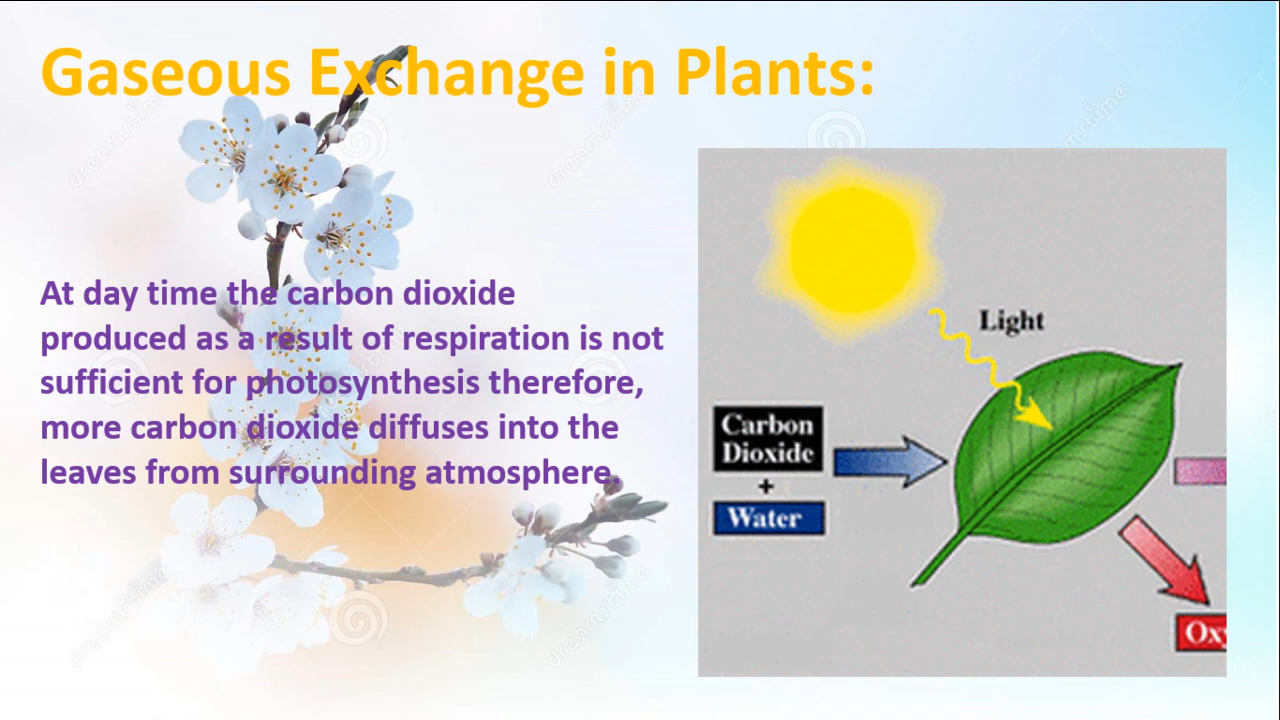 Gaseous Exchange in Plants:
At day time the carbon dioxide
produced as a result of respiration is not
sufficient for photosynthesis therefore,
more carbon dioxide diffuses into the
leaves from surrounding atmosphere.
Light
Carbon
Dioxide
+
Water